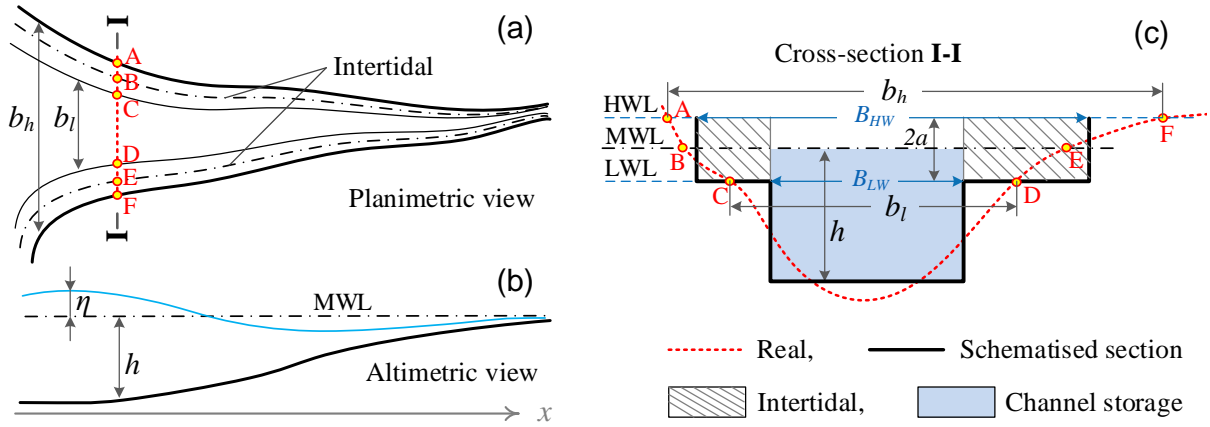 (a)
I
A
B
C
Intertidal
b_h
b_l
D
E
F
I
Planimetric view
(b)
η
MWL
h
Altimetric view
x
(c)
Cross-section I-I
b_h
HWL
A
B_HW
F
MWL
B
2a
E
LWL
C
B_LW
D
b_l
h
Real,
Schematised section
Intertidal,
Channel storage